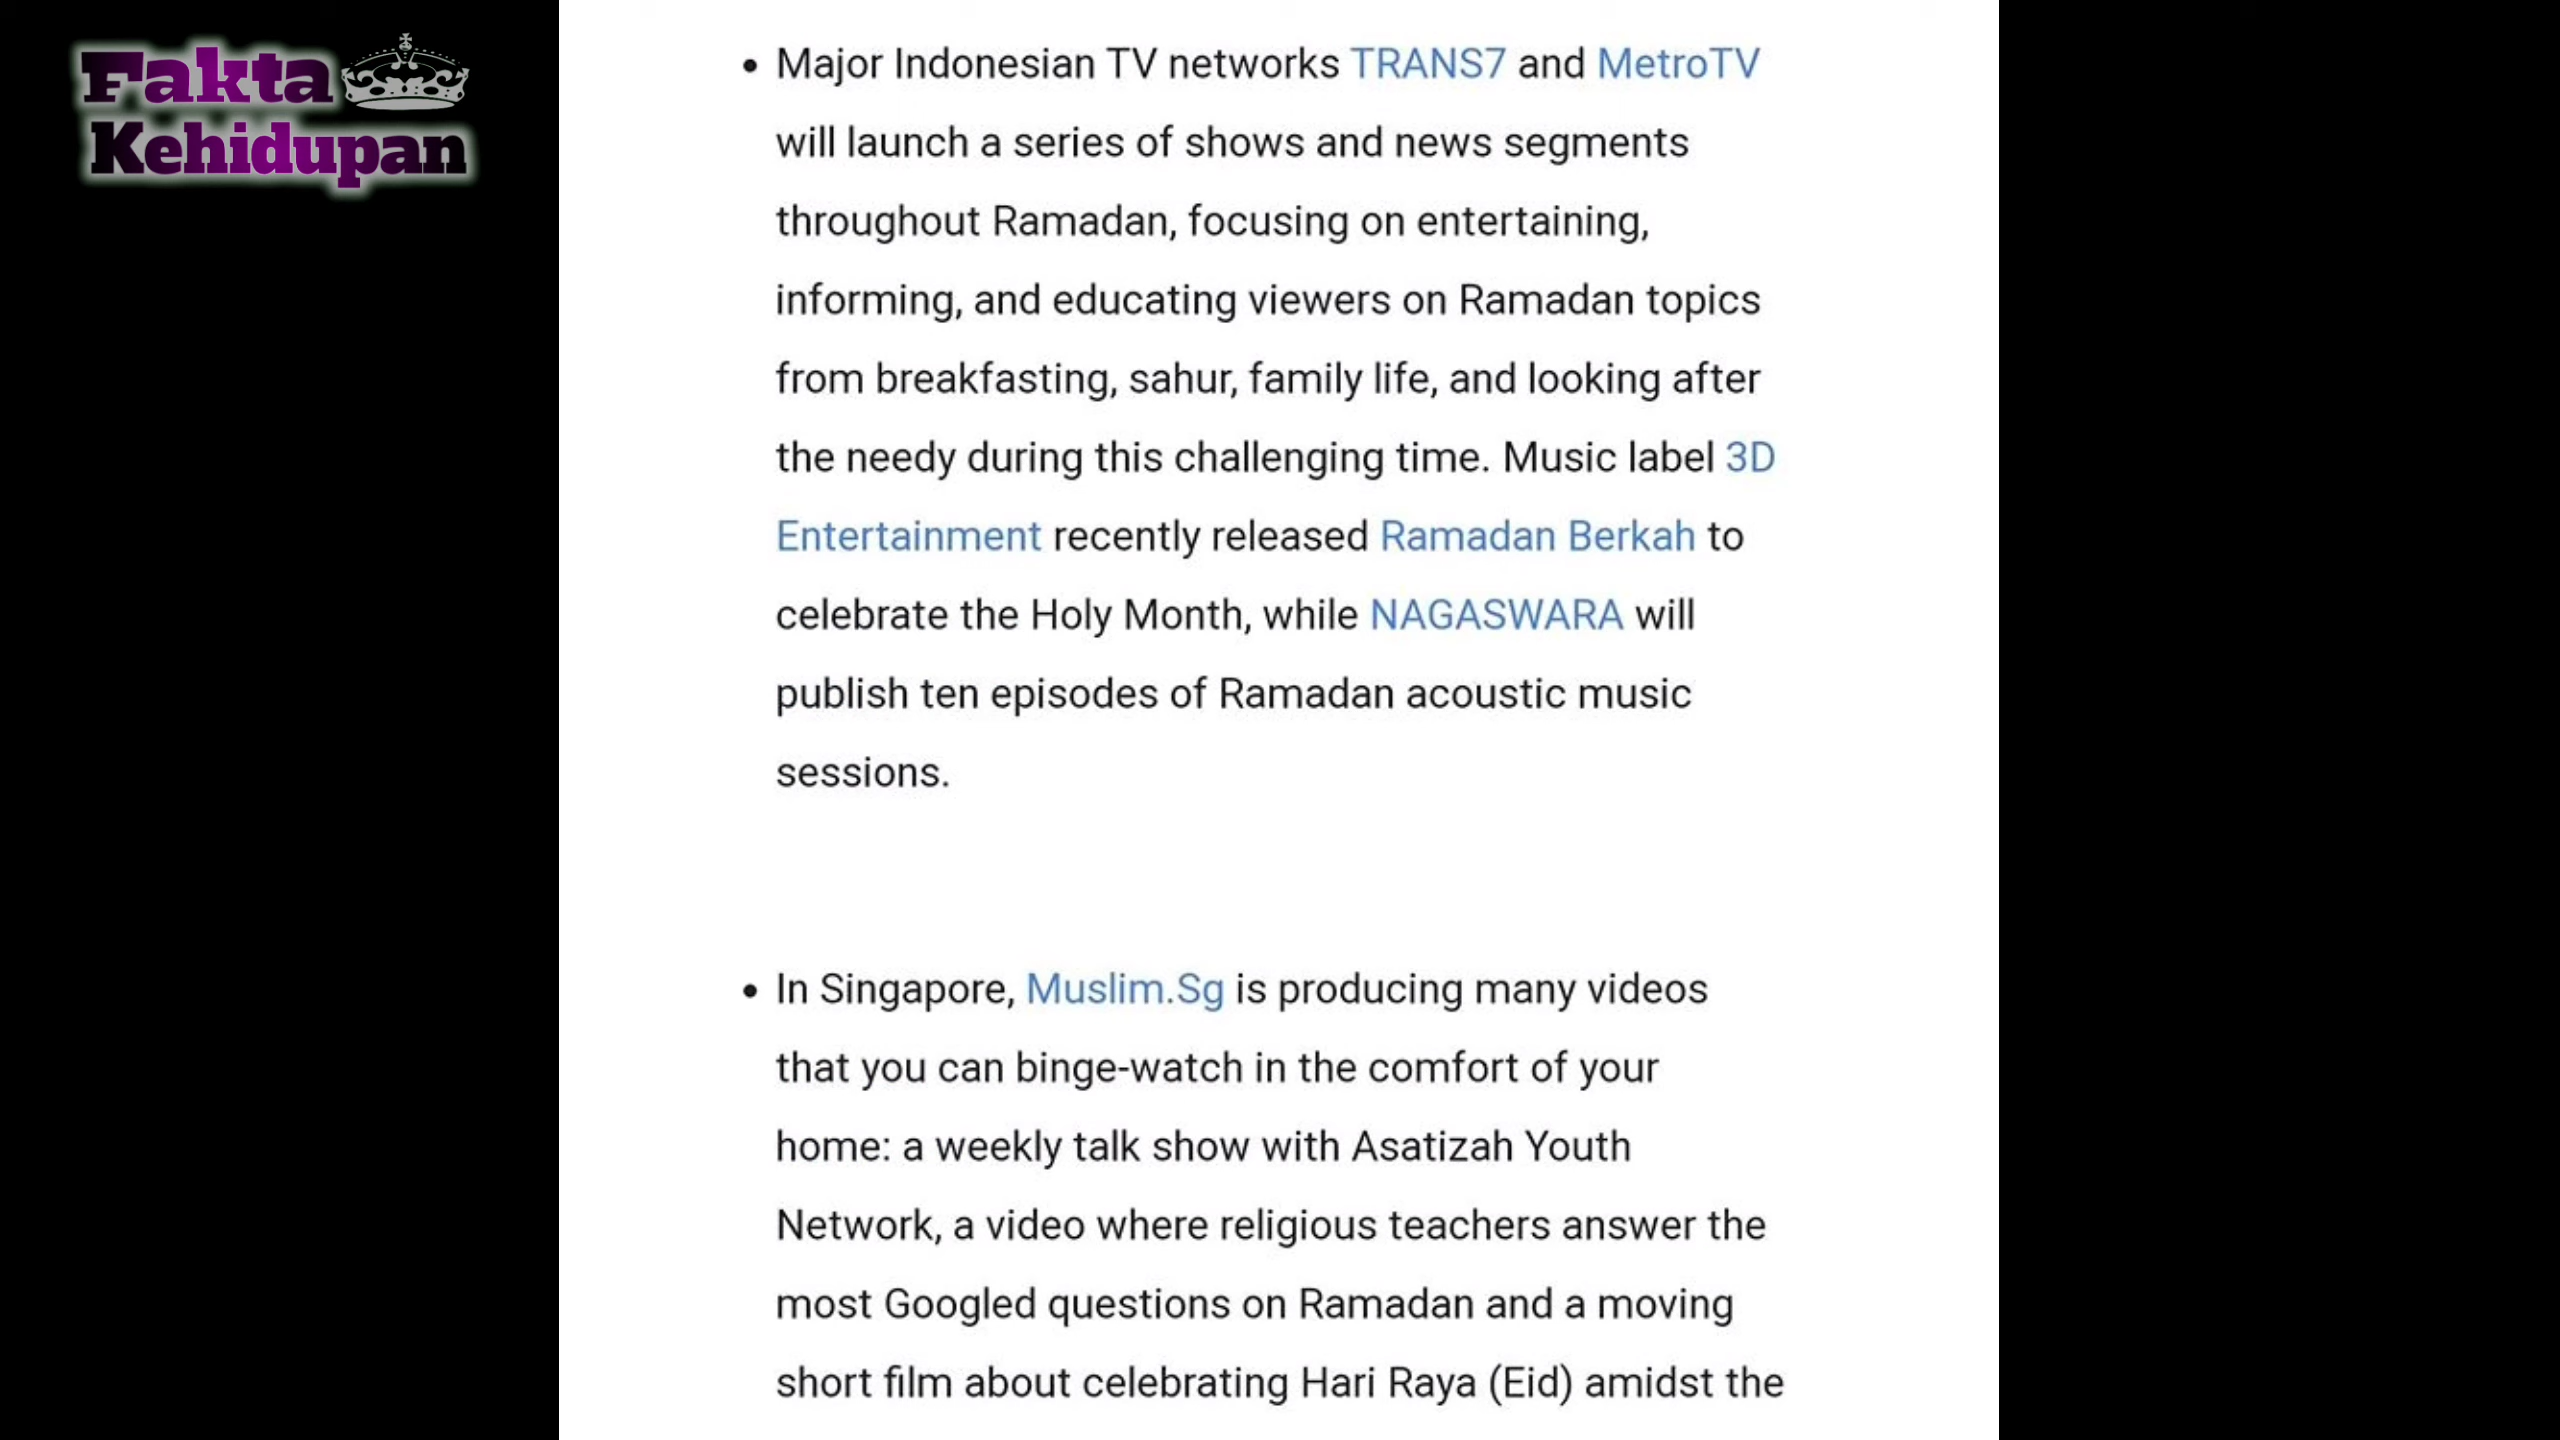 Fakta
Kehidupan
• Major Indonesian TV networks TRANS7 and MetroTV
will launch a series of shows and news segments
throughout Ramadan, focusing on entertaining,
informing, and educating viewers on Ramadan topics
from breakfasting, sahur, family life, and looking after
the needy during this challenging time. Music label 3D
Entertainment recently released Ramadan Berkah to
celebrate the Holy Month, while NAGASWARA will
publish ten episodes of Ramadan acoustic music
sessions.
• In Singapore, Muslim.Sg is producing many videos
that you can binge-watch in the comfort of your
home: a weekly talk show with Asatizah Youth
Network, a video where religious teachers answer the
most Googled questions on Ramadan and a moving
short film about celebrating Hari Raya (Eid) amidst the